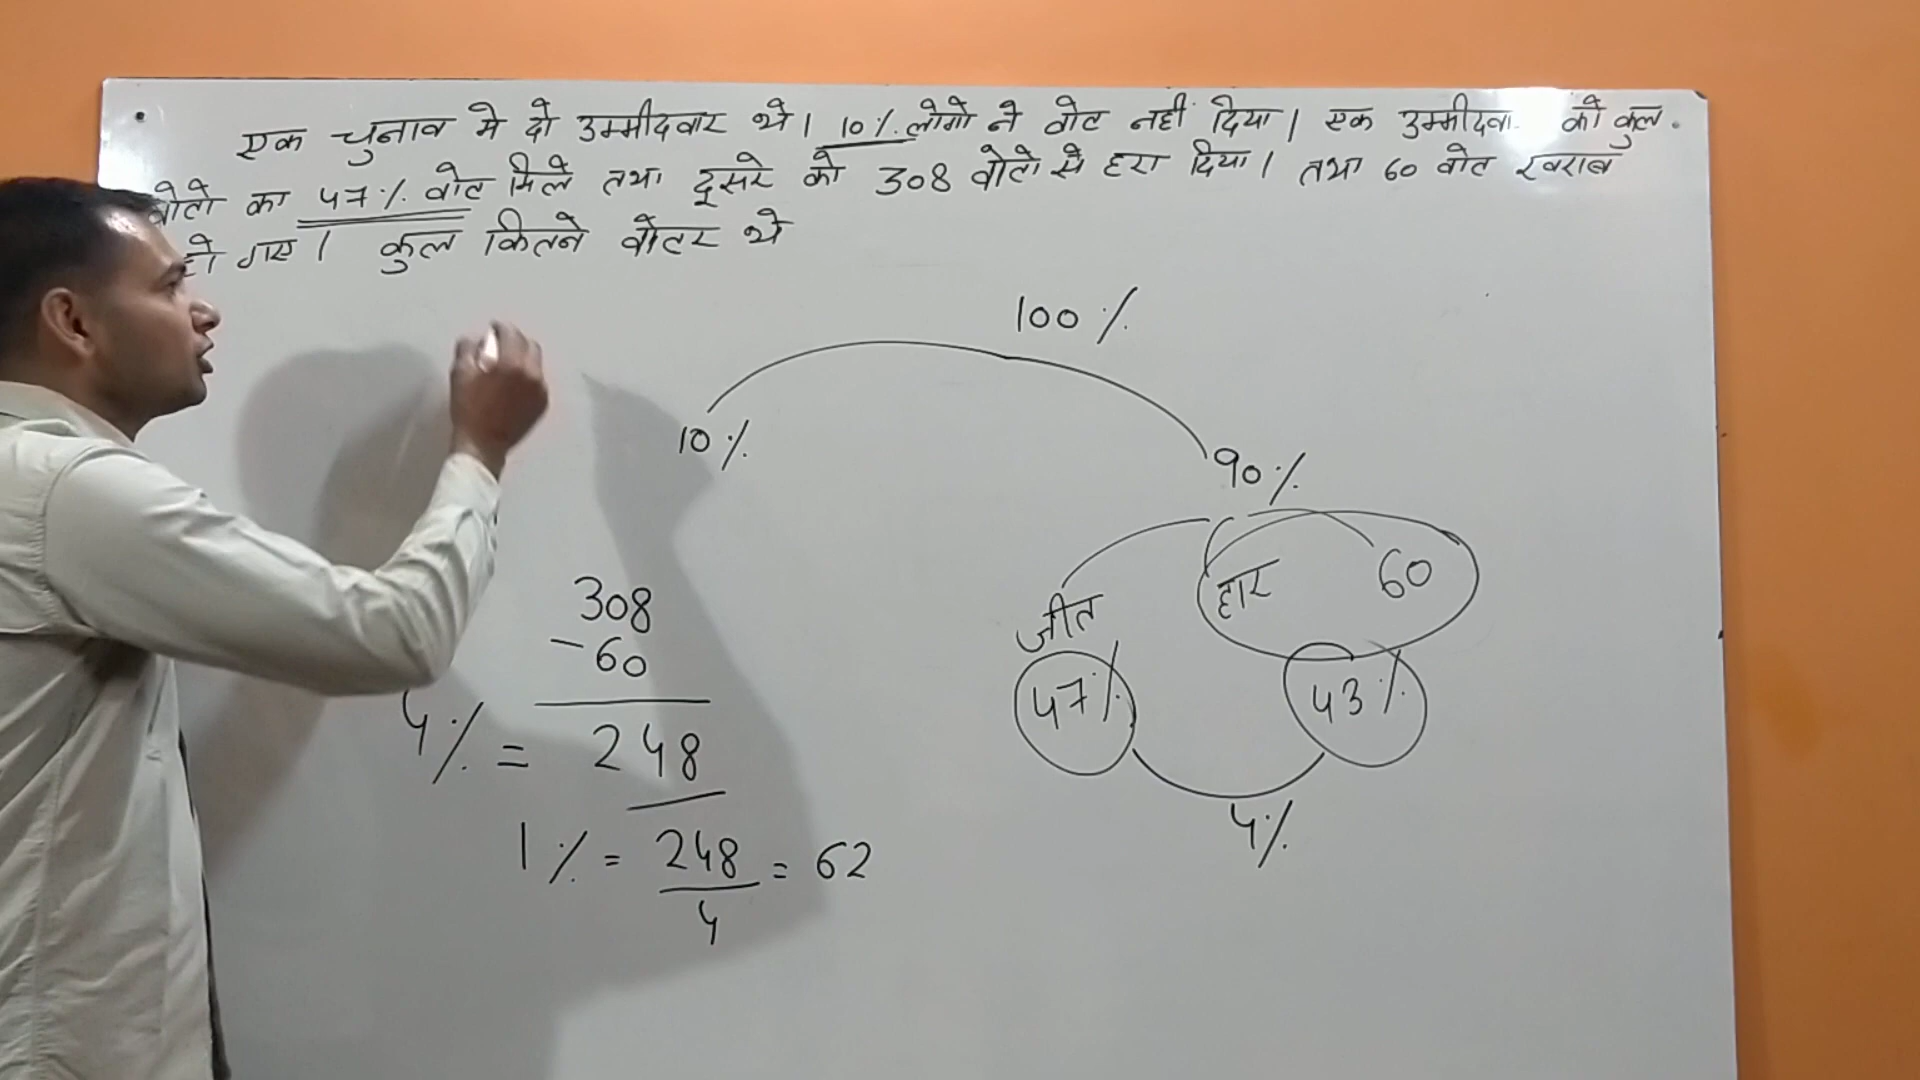 एक चुनाव मे दो उम्मीदवार थे। 10%. लोगो ने वोट नही दिया। एक उम्मीदवा को कुल
वोटो का 47%. वोट मिले तथा दूसरे को 308 वोटो से हरा दिया। तथा 60 वोट खराब
हो गए। कुल कितने वोटर थे
100 %
10 %
90 %
जीत हार 60
47% 43 %
4%
308
- 60
4% = 248
1 % = 248 = 62
4